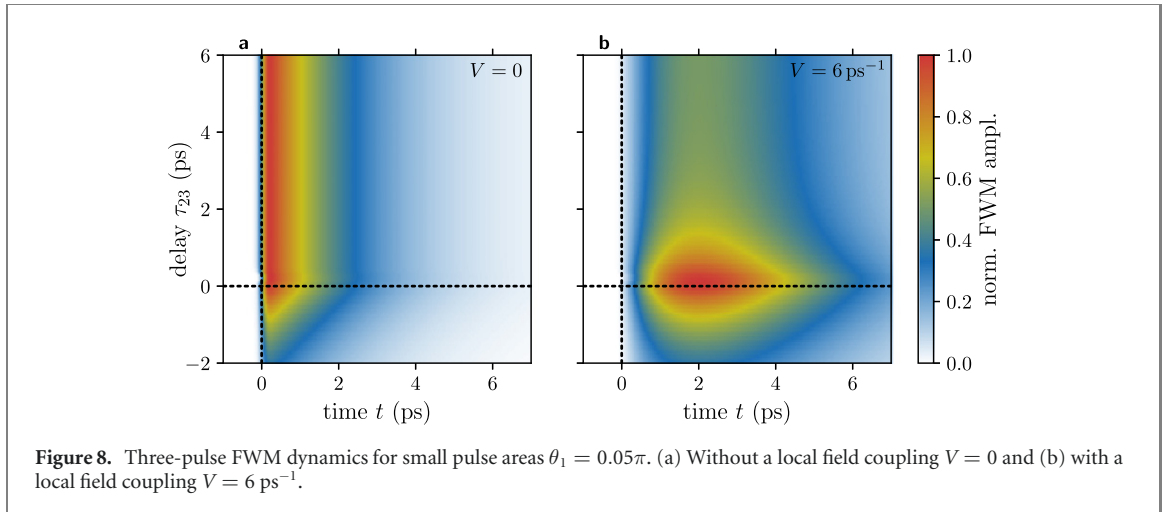 a
b
V = 0
V = 6 ps⁻¹
6
4
2
0
−2
delay τ₂₃ (ps)
0 2 4 6
time t (ps)
0 2 4 6
time t (ps)
1.0
0.8
0.6
0.4
0.2
0.0
norm. FWM ampl.
Figure 8. Three-pulse FWM dynamics for small pulse areas θ₁ = 0.05π. (a) Without a local field coupling V = 0 and (b) with a
local field coupling V = 6 ps⁻¹.